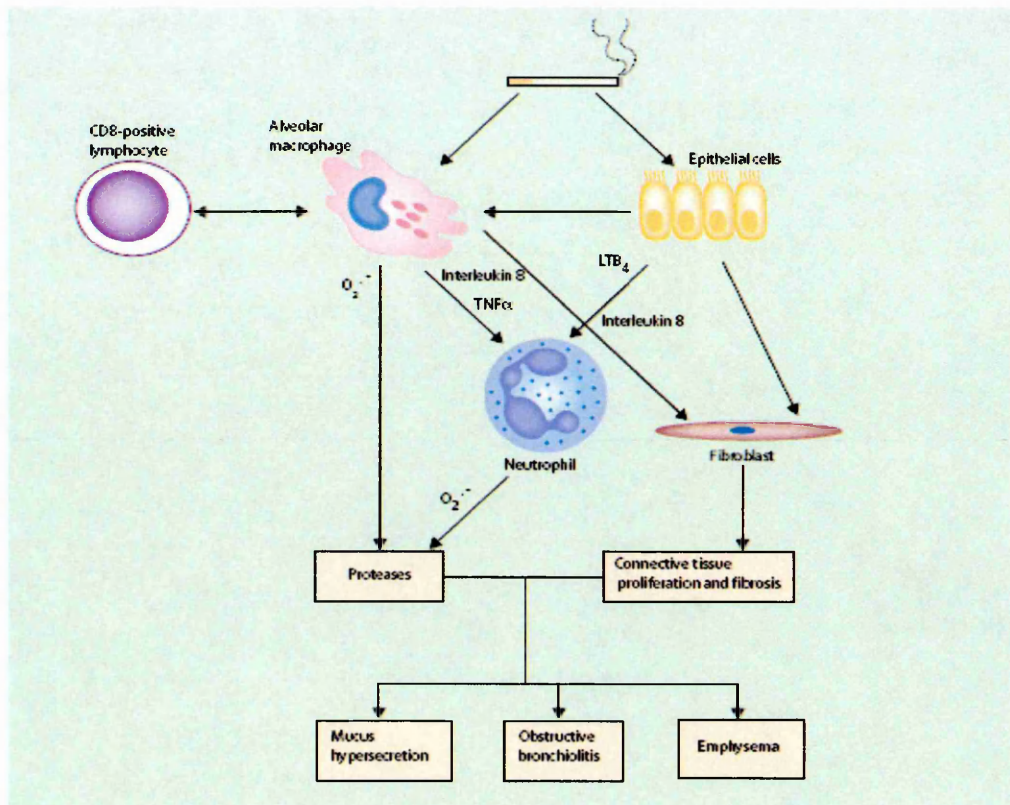 CD8-positive
lymphocyte
Alveolar
macrophage
Epithelial cells
O₂·⁻
Interleukin 8
TNFα
LTB₄
Interleukin 8
Neutrophil
Fibroblast
O₂·⁻
Proteases
Connective tissue
proliferation and fibrosis
Mucus
hypersecretion
Obstructive
bronchiolitis
Emphysema